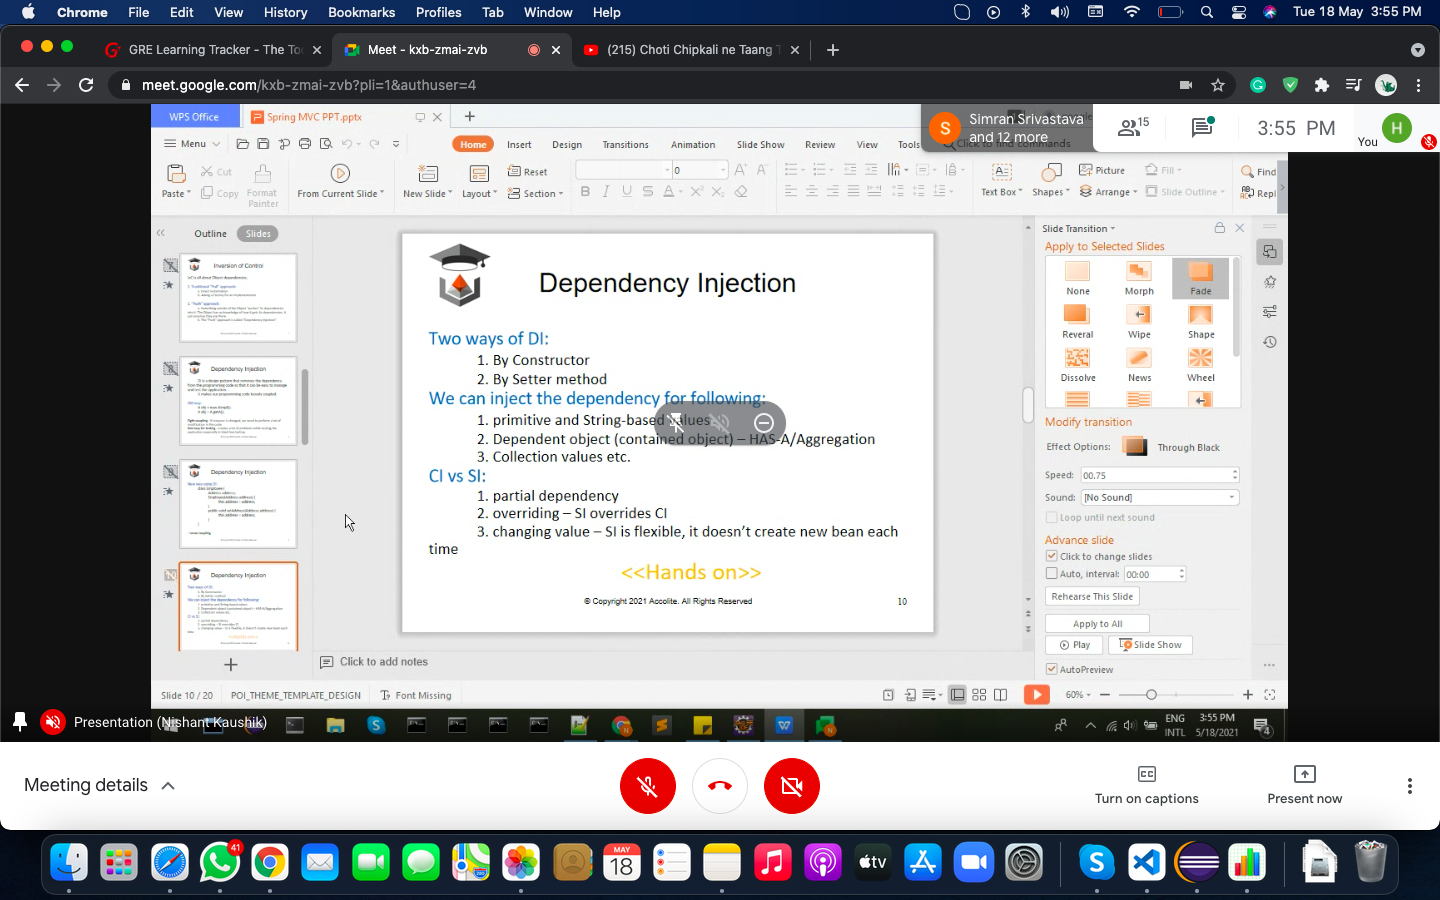 Chrome File Edit View History Bookmarks Profiles Tab Window Help Tue 18 May 3:55 PM
GRE Learning Tracker - The To Meet - kxb-zmai-zvb (215) Choti Chipkali ne Taang T
meet.google.com/kxb-zmai-zvb?pli=1&authuser=4
WPS Office Spring MVC PPT.pptx
Simran Srivastava
and 12 more
15
3:55 PM
You
H
S
Menu Home Insert Design Transitions Animation Slide Show Review View Tools Click to find commands
Paste Cut Copy Format Painter From Current Slide New Slide Layout Reset Section 0 Text Box Shapes Picture Arrange Fill Slide Outline Find Repl
B I U S A X² X₂
Outline Slides
Inversion of Control
Dependency Injection
Dependency Injection
Dependency Injection
Dependency Injection
Two ways of DI:
1. By Constructor
2. By Setter method
We can inject the dependency for following:
1. primitive and String-based values
2. Dependent object (contained object) – HAS-A/Aggregation
3. Collection values etc.
CI vs SI:
1. partial dependency
2. overriding – SI overrides CI
3. changing value – SI is flexible, it doesn't create new bean each
time
<<Hands on>>
© Copyright 2021 Accolite. All Rights Reserved 10
Slide Transition
Apply to Selected Slides
None Morph Fade
Reveral Wipe Shape
Dissolve News Wheel
Modify transition
Effect Options: Through Black
Speed: 00.75
Sound: [No Sound]
Loop until next sound
Advance slide
Click to change slides
Auto, interval: 00:00
Rehearse This Slide
Apply to All
Play Slide Show
AutoPreview
Click to add notes
Slide 10 / 20 POI_THEME_TEMPLATE_DESIGN Font Missing 60%
Presentation (Nishant Kaushik)
ENG
INTL
3:55 PM
5/18/2021
4
Meeting details
Turn on captions
Present now
41
MAY
18
tv